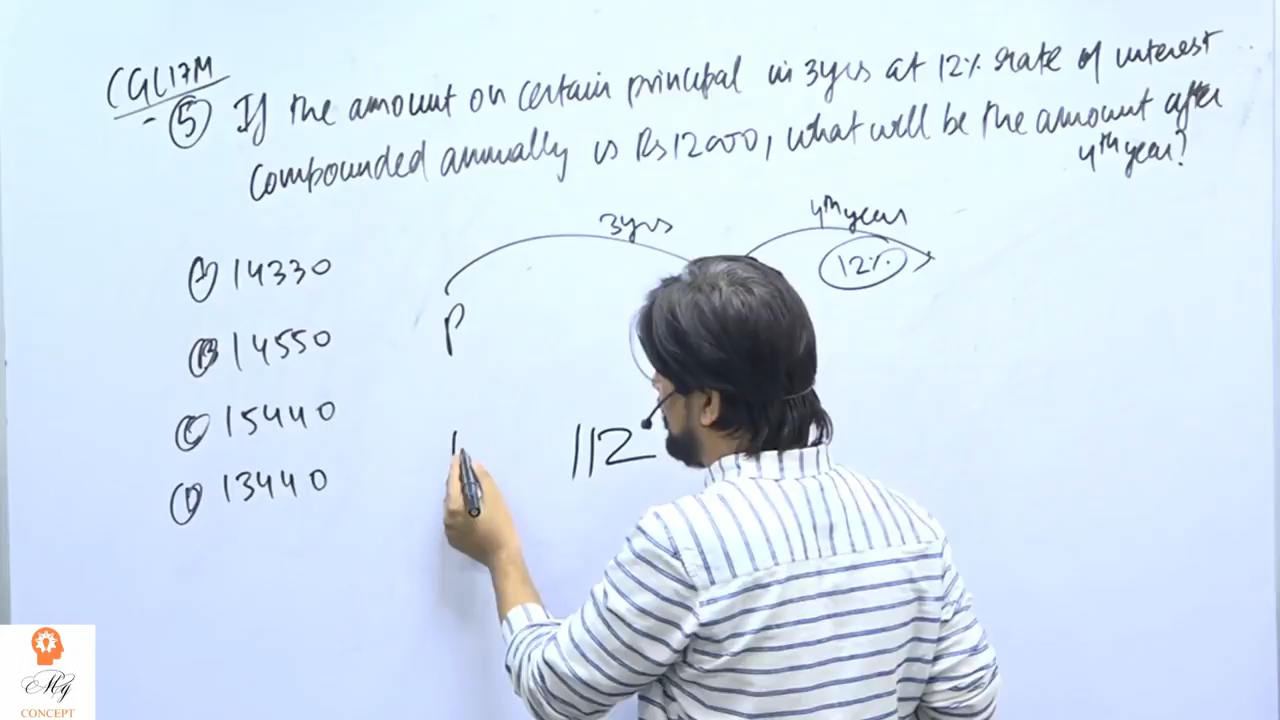 CGL17M
5 If the amount on certain principal in 3yrs at 12% rate of interest
compounded annually is Rs12000, what will be the amount after
4th year?
3yrs
4th year
12%
A 14330
P
B 14550
C 15440
112
D 13440
Mg
CONCEPT